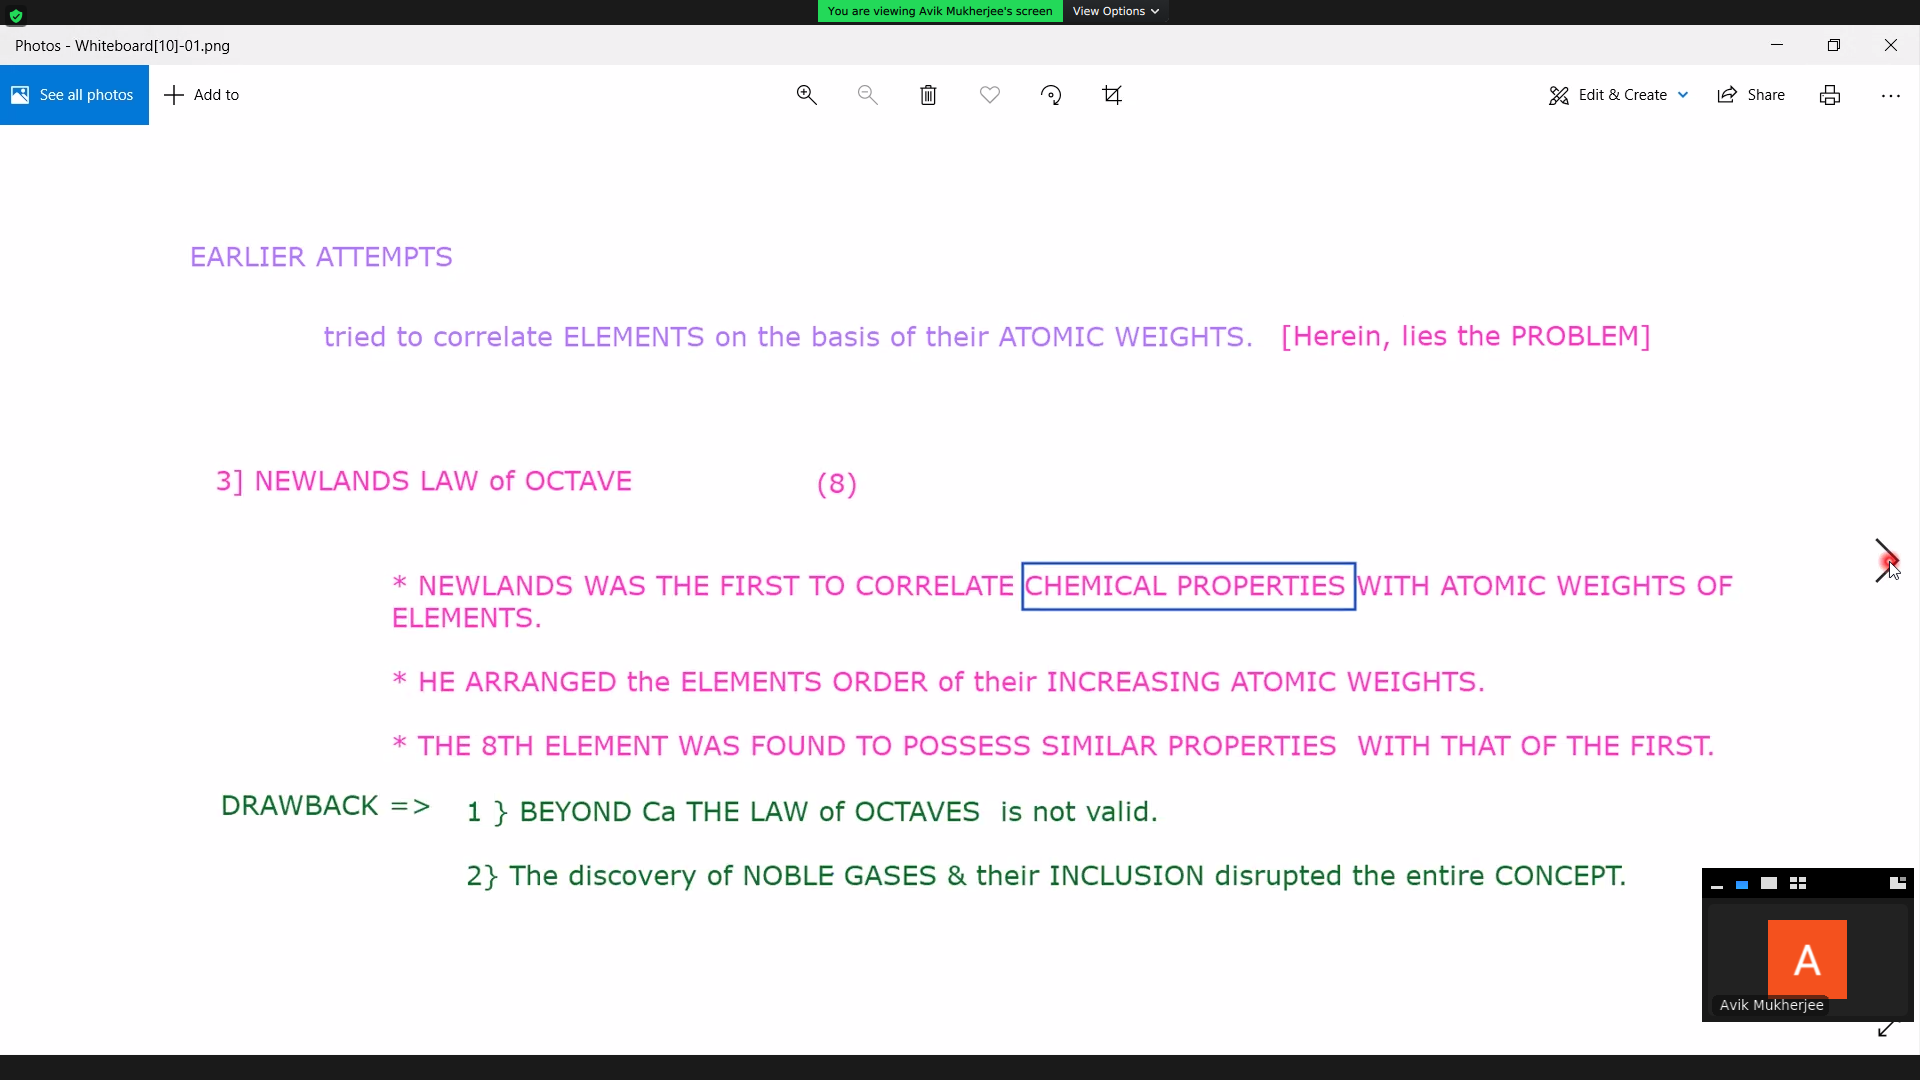 You are viewing Avik Mukherjee's screen View Options
Photos - Whiteboard[10]-01.png
See all photos Add to Edit & Create Share
EARLIER ATTEMPTS
tried to correlate ELEMENTS on the basis of their ATOMIC WEIGHTS. [Herein, lies the PROBLEM]
3] NEWLANDS LAW of OCTAVE (8)
* NEWLANDS WAS THE FIRST TO CORRELATE CHEMICAL PROPERTIES WITH ATOMIC WEIGHTS OF
ELEMENTS.
* HE ARRANGED the ELEMENTS ORDER of their INCREASING ATOMIC WEIGHTS.
* THE 8TH ELEMENT WAS FOUND TO POSSESS SIMILAR PROPERTIES WITH THAT OF THE FIRST.
DRAWBACK => 1 } BEYOND Ca THE LAW of OCTAVES is not valid.
2} The discovery of NOBLE GASES & their INCLUSION disrupted the entire CONCEPT.
A
Avik Mukherjee